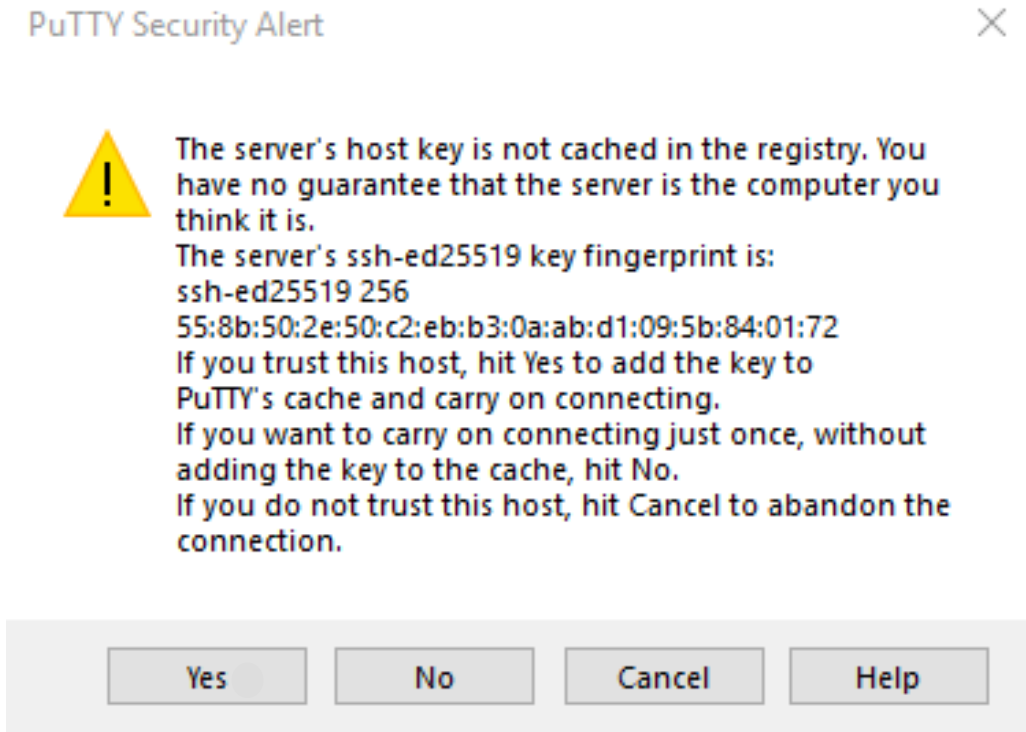 PuTTY Security Alert
The server's host key is not cached in the registry. You
have no guarantee that the server is the computer you
think it is.
The server's ssh-ed25519 key fingerprint is:
ssh-ed25519 256
55:8b:50:2e:50:c2:eb:b3:0a:ab:d1:09:5b:84:01:72
If you trust this host, hit Yes to add the key to
PuTTY's cache and carry on connecting.
If you want to carry on connecting just once, without
adding the key to the cache, hit No.
If you do not trust this host, hit Cancel to abandon the
connection.
Yes No Cancel Help